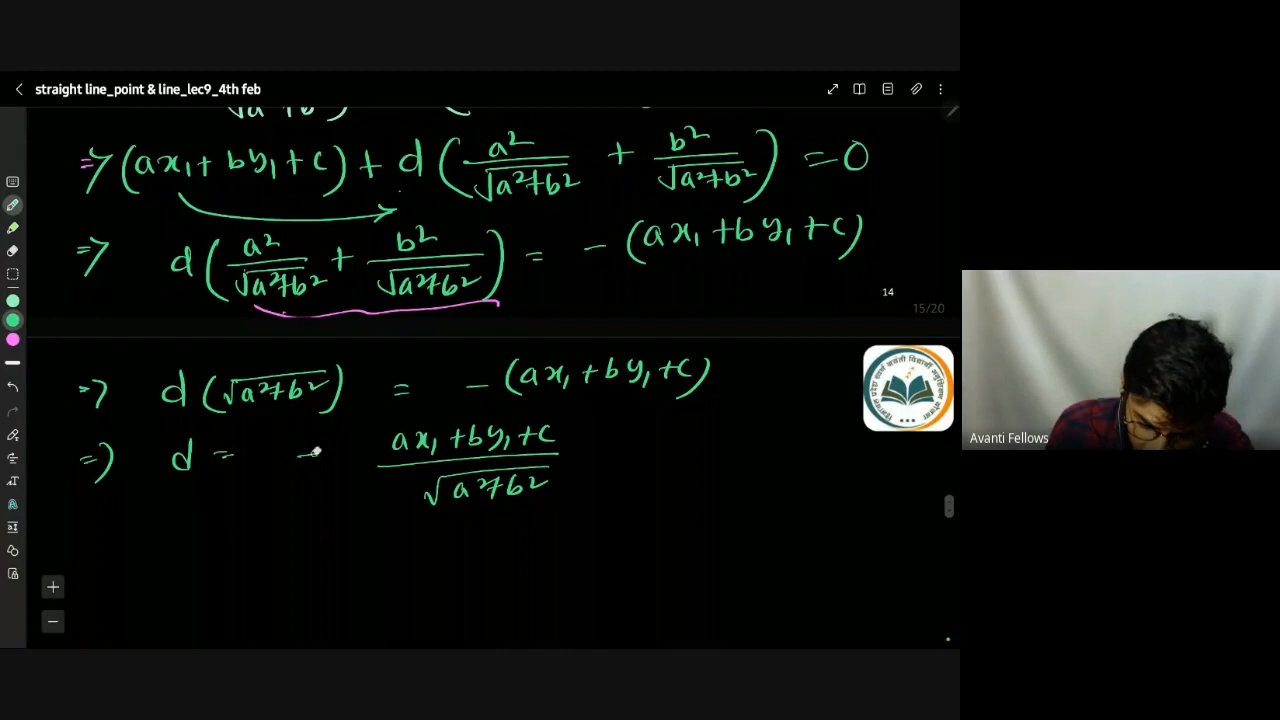 straight line_point & line_lec9_4th feb
=> (ax₁ + by₁ + c) + d (a²/√a²+b² + b²/√a²+b²) = 0
=> d (a²/√a²+b² + b²/√a²+b²) = - (ax₁ + by₁ + c)
14
15/20
=> d (√a²+b²) = - (ax₁ + by₁ + c)
=> d = - ax₁ + by₁ + c/√a²+b²
Avanti Fellows